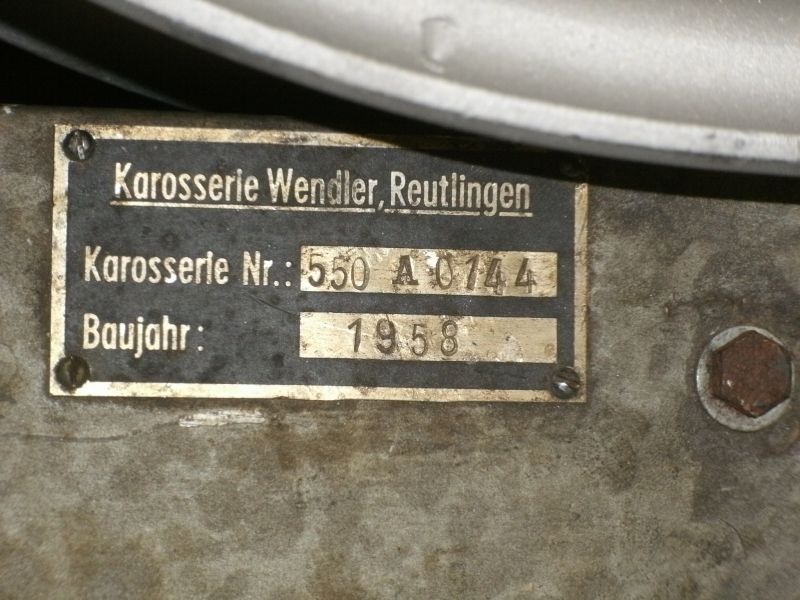 Karosserie Wendler, Reutlingen
Karosserie Nr.: 550 A 0144
Baujahr: 1958